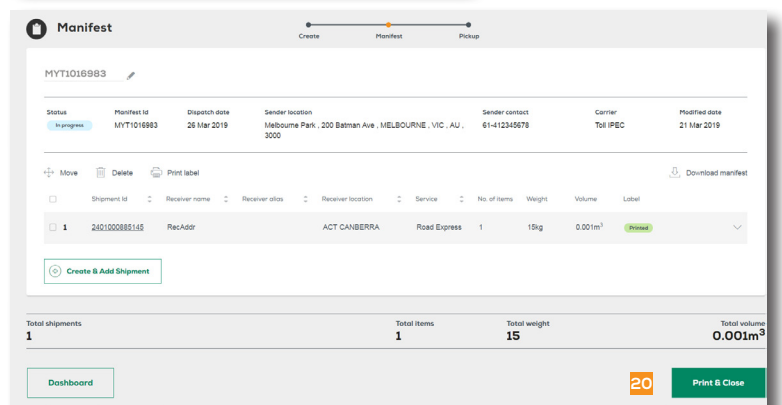 Manifest
Create Manifest Pickup
MYT1016983
Status Manifest Id Dispatch date Sender location Sender contact Carrier Modified date
In progress MYT1016983 26 Mar 2019 Melbourne Park , 200 Batman Ave , MELBOURNE , VIC , AU , 61-412345678 Toll IPEC 21 Mar 2019
3000
Move Delete Print label Download manifest
Shipment Id Receiver name Receiver alias Receiver location Service No. of items Weight Volume Label
1 2401000885145 RecAddr ACT CANBERRA Road Express 1 15kg 0.001m³ Printed
Create & Add Shipment
Total shipments Total items Total weight Total volume
1 1 15 0.001m³
Dashboard 20 Print & Close